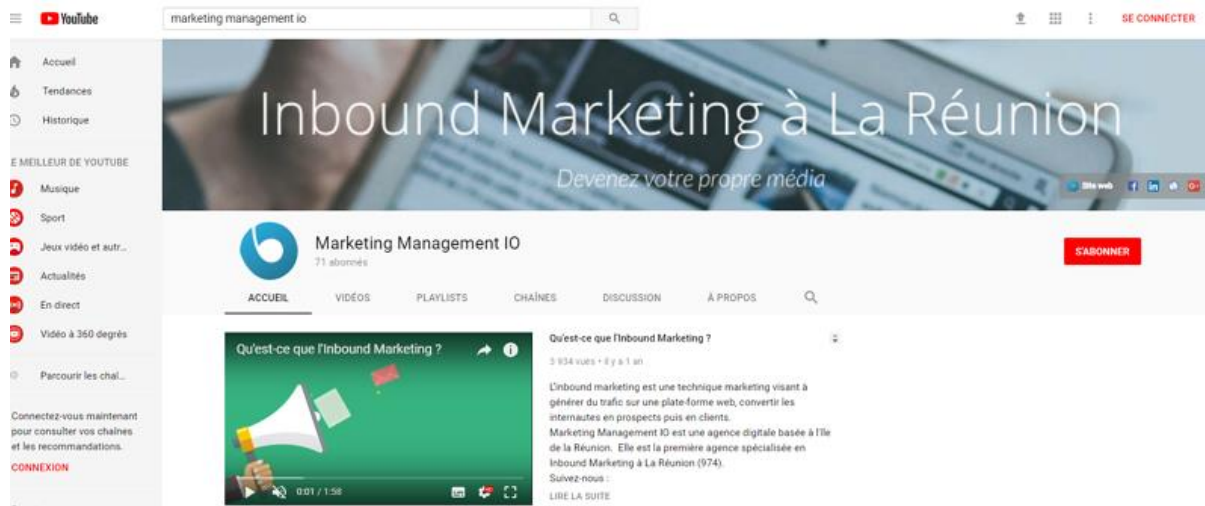 YouTube
marketing management io
SE CONNECTER
Accueil
Tendances
Historique
E MEILLEUR DE YOUTUBE
Musique
Sport
Jeux vidéo et autr...
Actualités
En direct
Vidéo à 360 degrés
Parcourir les chaî...
Connectez-vous maintenant
pour consulter vos chaînes
et les recommandations.
CONNEXION
Inbound Marketing à La Réunion
Devenez votre propre média
Site web
Marketing Management IO
71 abonnés
S'ABONNER
ACCUEIL
VIDÉOS
PLAYLISTS
CHAÎNES
DISCUSSION
À PROPOS
Qu'est-ce que l'Inbound Marketing ?
0:01 / 1:58
Qu'est-ce que l'Inbound Marketing ?
3 934 vues • il y a 1 an
L'inbound marketing est une technique marketing visant à
générer du trafic sur une plate-forme web, convertir les
internautes en prospects puis en clients.
Marketing Management IO est une agence digitale basée à l'île
de la Réunion. Elle est la première agence spécialisée en
Inbound Marketing à La Réunion (974).
Suivez-nous :
LIRE LA SUITE